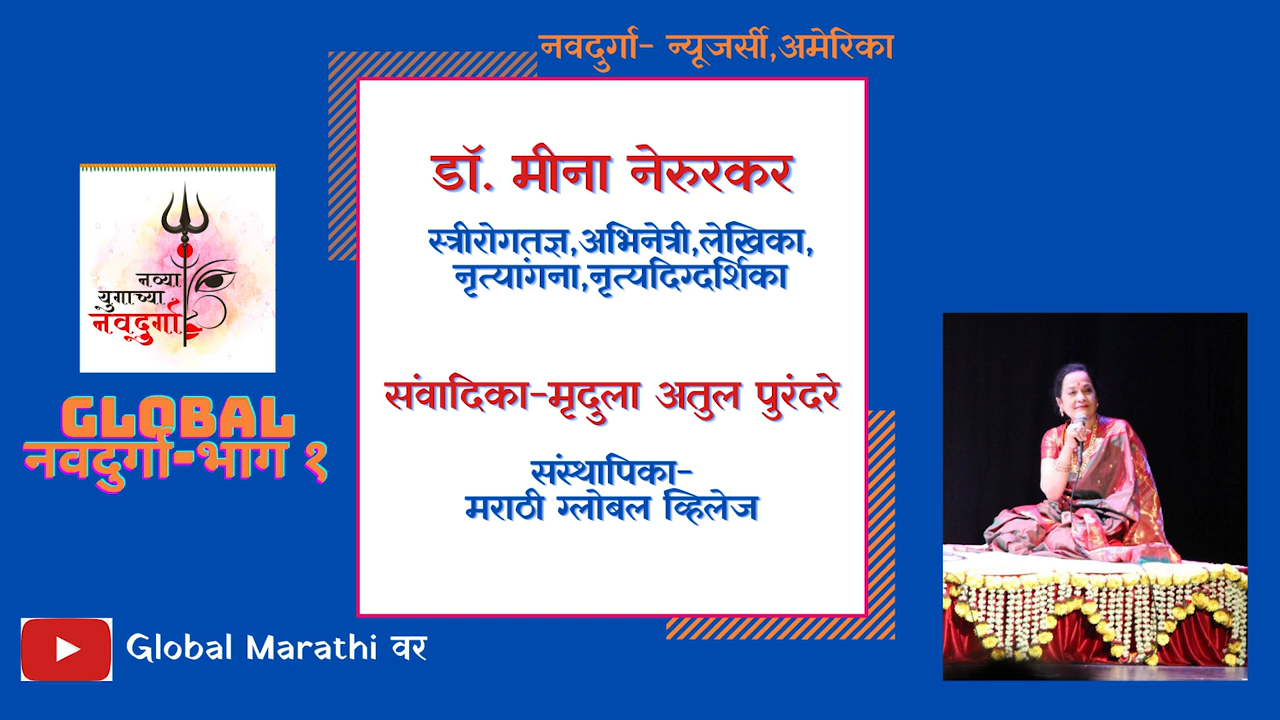 नवदुर्गा- न्यूजर्सी,अमेरिका
डॉ. मीना नेरुरकर
स्त्रीरोगतज्ञ,अभिनेत्री,लेखिका,
नृत्यांगना,नृत्यदिग्दर्शिका
संवादिका-मृदुला अतुल पुरंदरे
संस्थापिका-
मराठी ग्लोबल व्हिलेज
नव्या
युगाच्या
नवदुर्गा
GLOBAL
नवदुर्गा-भाग १
Global Marathi वर